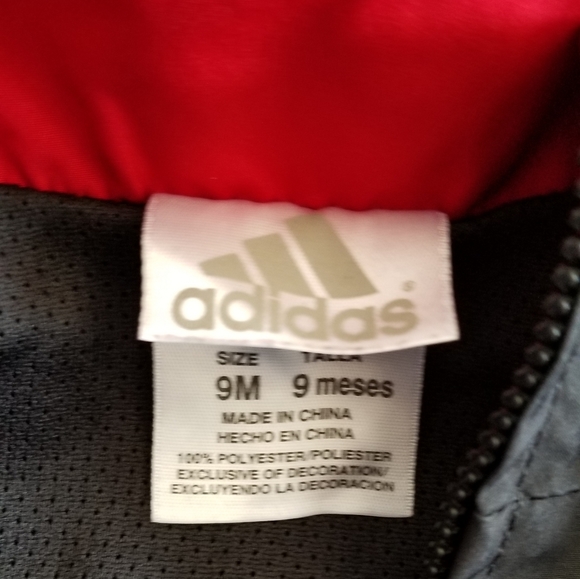 adidas
SIZE TALLA
9M 9 meses
MADE IN CHINA
HECHO EN CHINA
100% POLYESTER/POLIESTER
EXCLUSIVE OF DECORATION/
EXCLUYENDO LA DECORACION